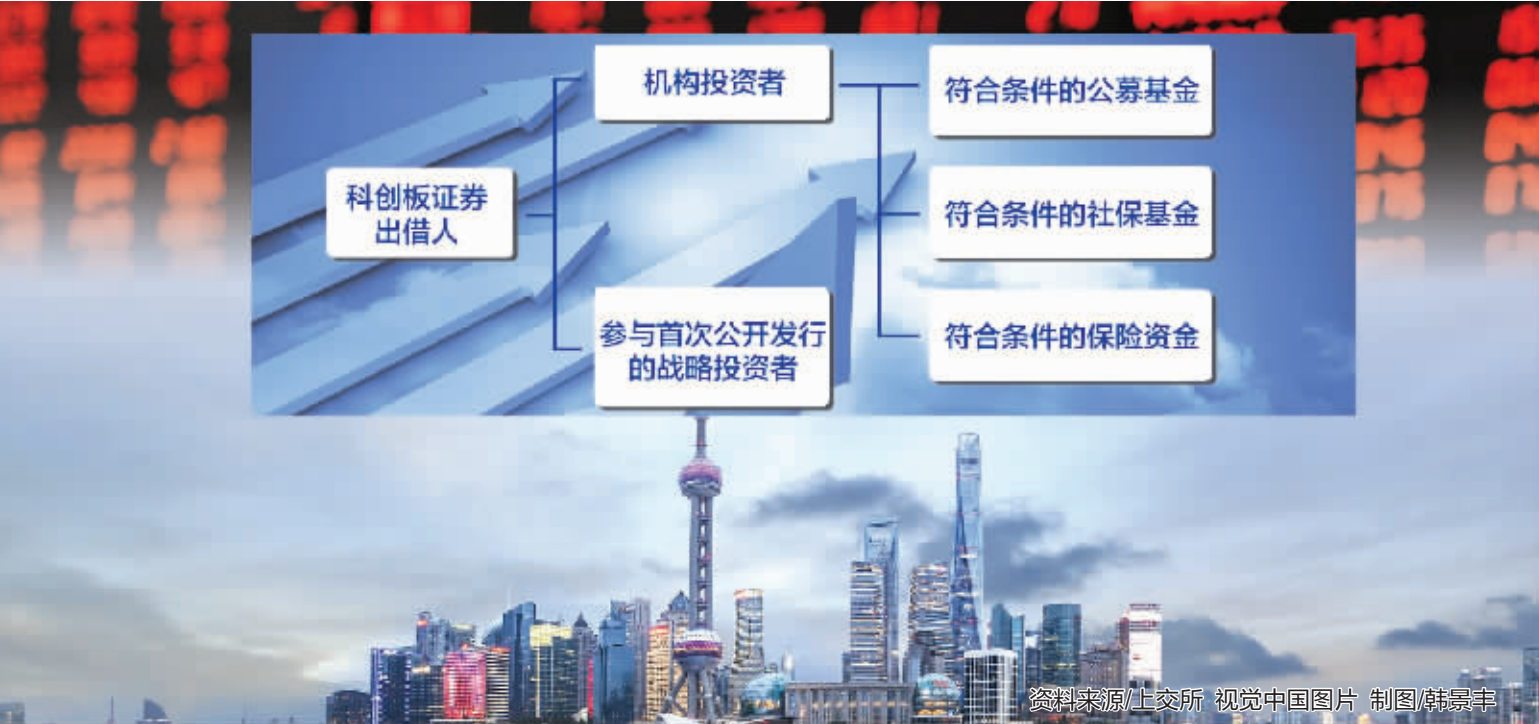 机构投资者
符合条件的公募基金
科创板证券
出借人
符合条件的社保基金
参与首次公开发行
的战略投资者
符合条件的保险资金
资料来源/上交所 视觉中国图片 制图/韩景丰